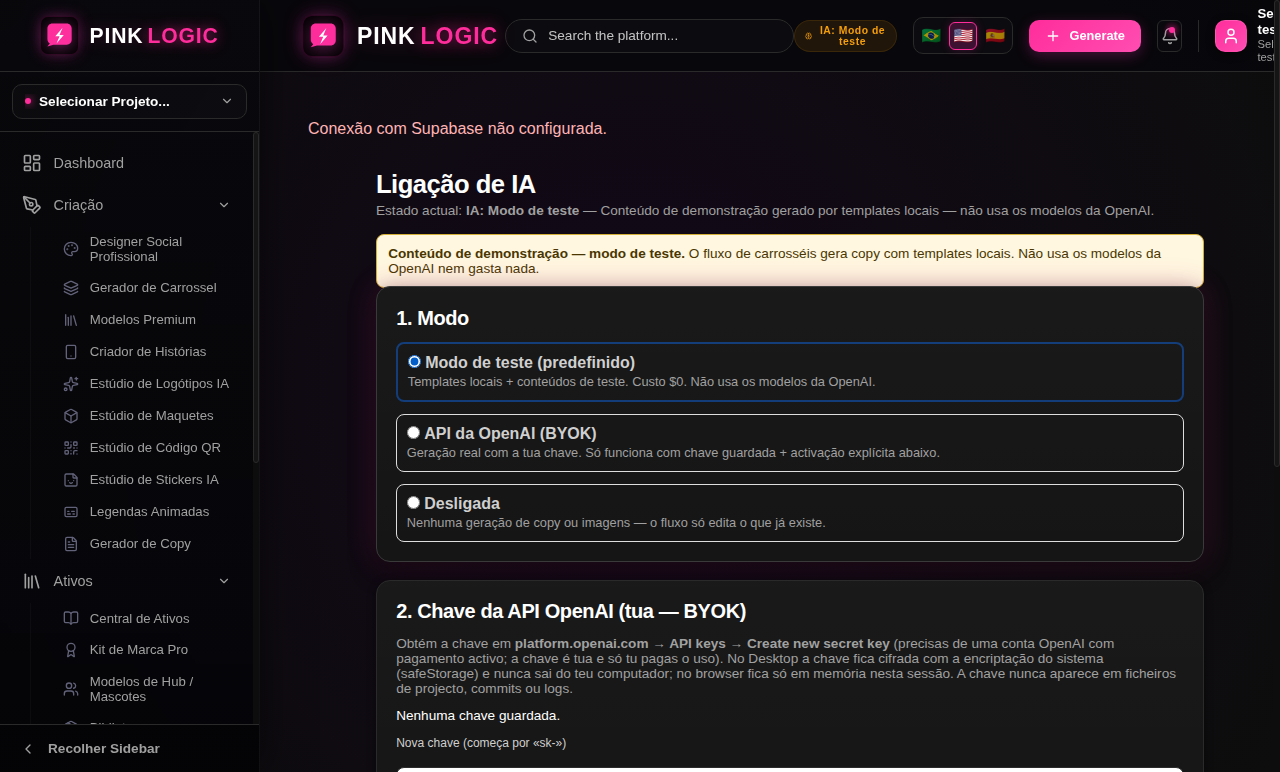 PINK LOGIC
PINK LOGIC
Search the platform...
IA: Modo de
teste
Generate
Selecionar Projeto...
Dashboard
Criação
Designer Social
Profissional
Gerador de Carrossel
Modelos Premium
Criador de Histórias
Estúdio de Logótipos IA
Estúdio de Maquetes
Estúdio de Código QR
Estúdio de Stickers IA
Legendas Animadas
Gerador de Copy
Ativos
Central de Ativos
Kit de Marca Pro
Modelos de Hub /
Mascotes
Recolher Sidebar
Conexão com Supabase não configurada.
Ligação de IA
Estado actual: IA: Modo de teste — Conteúdo de demonstração gerado por templates locais — não usa os modelos da OpenAI.
Conteúdo de demonstração — modo de teste. O fluxo de carrosséis gera copy com templates locais. Não usa os modelos da
OpenAI nem gasta nada.
1. Modo
Modo de teste (predefinido)
Templates locais + conteúdos de teste. Custo $0. Não usa os modelos da OpenAI.
API da OpenAI (BYOK)
Geração real com a tua chave. Só funciona com chave guardada + activação explícita abaixo.
Desligada
Nenhuma geração de copy ou imagens — o fluxo só edita o que já existe.
2. Chave da API OpenAI (tua — BYOK)
Obtém a chave em platform.openai.com → API keys → Create new secret key (precisas de uma conta OpenAI com
pagamento activo; a chave é tua e só tu pagas o uso). No Desktop a chave fica cifrada com a encriptação do sistema
(safeStorage) e nunca sai do teu computador; no browser fica só em memória nesta sessão. A chave nunca aparece em ficheiros
de projecto, commits ou logs.
Nenhuma chave guardada.
Nova chave (começa por «sk-»)